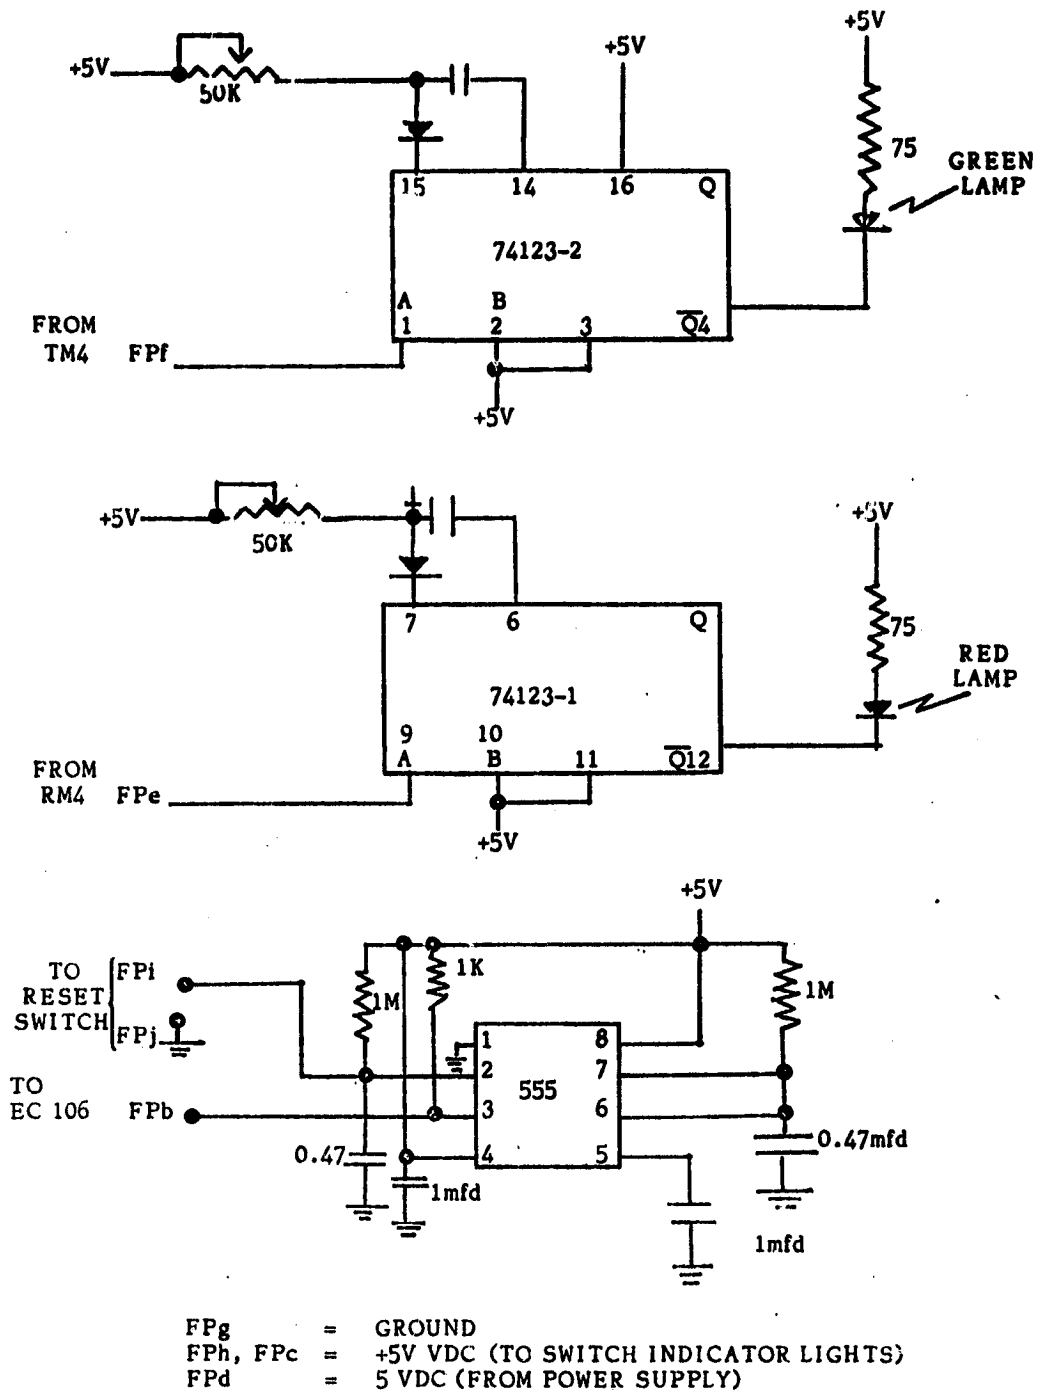 +5V
+5V
+5V
50K
75
GREEN
LAMP
15 14 16 Q
74123-2
A B
1 2 3 Q̅4
FROM
TM4 FPf
+5V
+5V
+5V
50K
75
7 6 Q
RED
LAMP
74123-1
9 10
A B 11 Q̅12
FROM
RM4 FPe
+5V
+5V
TO
RESET
SWITCH
FPi
FPj
1M
1K
1M
1 8
2 7
555
3 6
4 5
TO
EC 106 FPb
0.47
1mfd
0.47mfd
1mfd
FPg = GROUND
FPh, FPc = +5V VDC (TO SWITCH INDICATOR LIGHTS)
FPd = 5 VDC (FROM POWER SUPPLY)